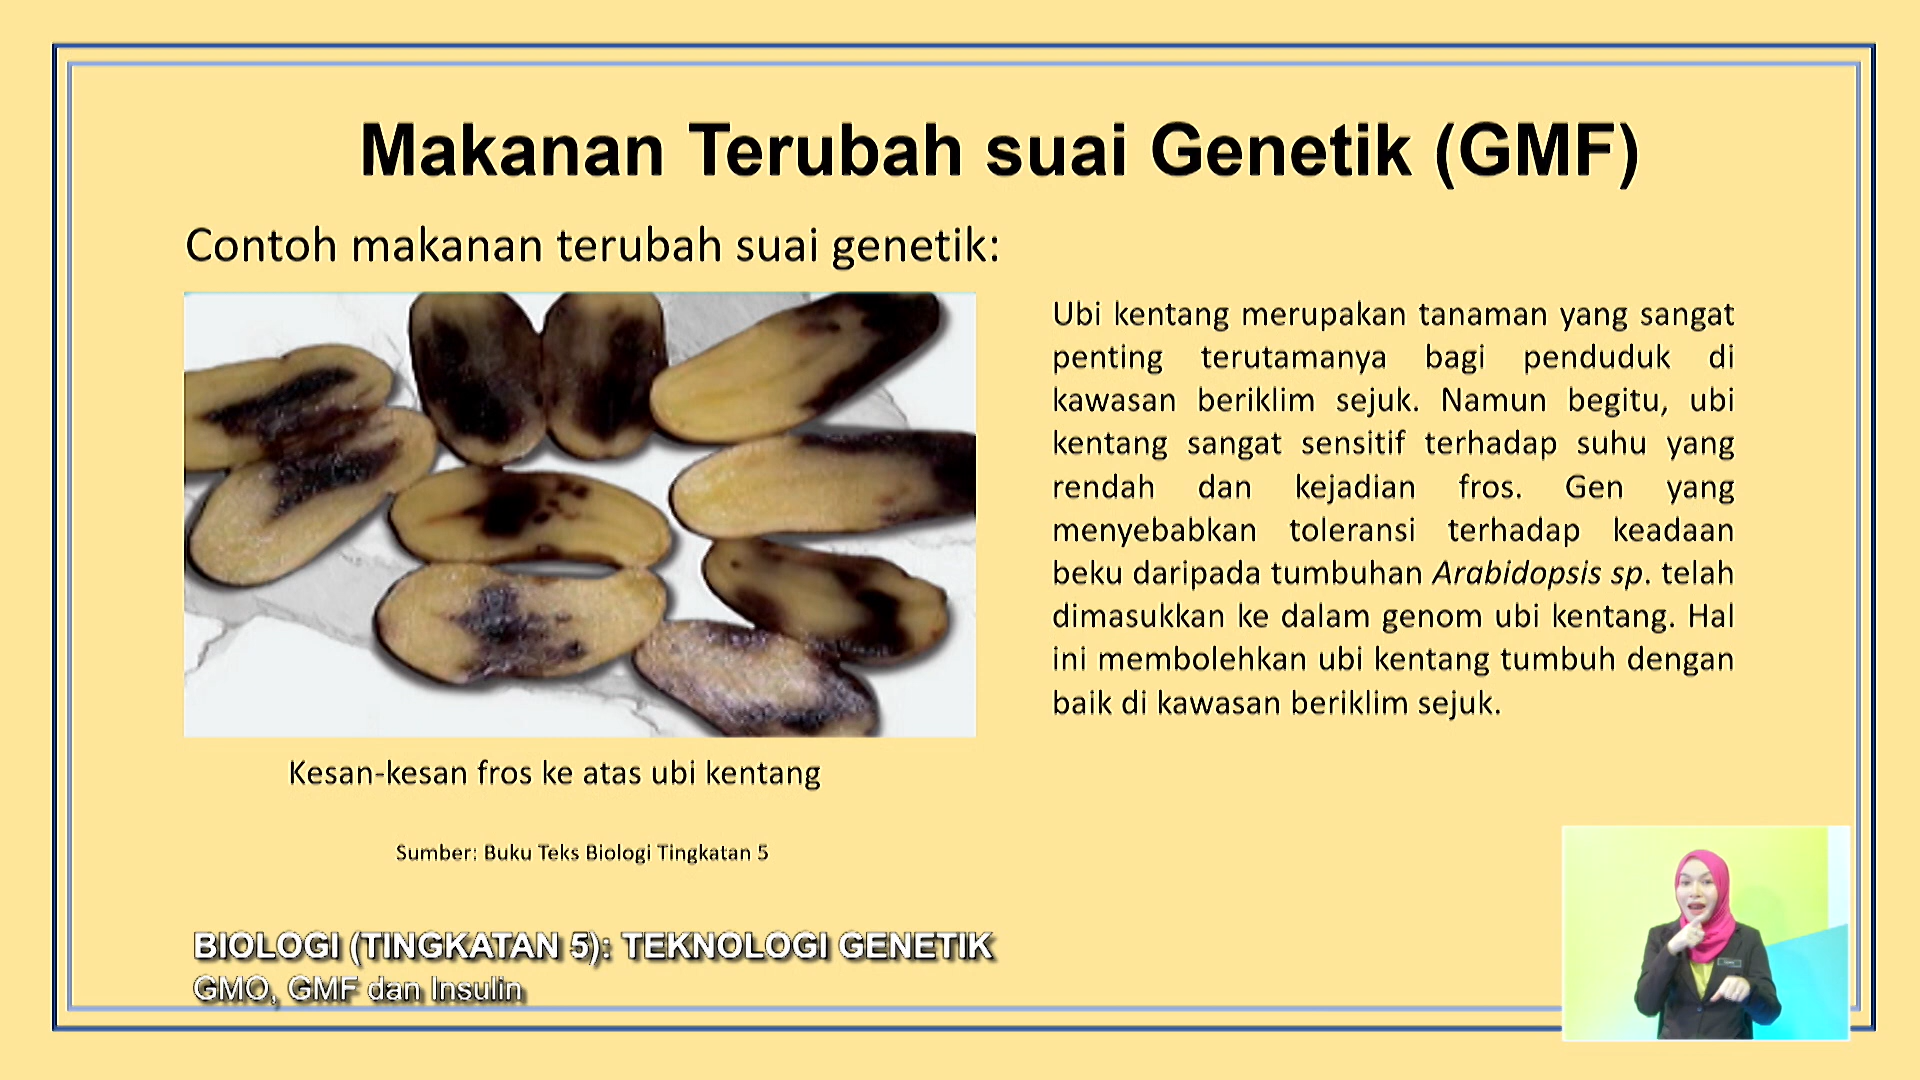 Makanan Terubah suai Genetik (GMF)
Contoh makanan terubah suai genetik:
Ubi kentang merupakan tanaman yang sangat
penting terutamanya bagi penduduk di
kawasan beriklim sejuk. Namun begitu, ubi
kentang sangat sensitif terhadap suhu yang
rendah dan kejadian fros. Gen yang
menyebabkan toleransi terhadap keadaan
beku daripada tumbuhan Arabidopsis sp. telah
dimasukkan ke dalam genom ubi kentang. Hal
ini membolehkan ubi kentang tumbuh dengan
baik di kawasan beriklim sejuk.
Kesan-kesan fros ke atas ubi kentang
Sumber: Buku Teks Biologi Tingkatan 5
BIOLOGI (TINGKATAN 5): TEKNOLOGI GENETIK
GMO, GMF dan Insulin